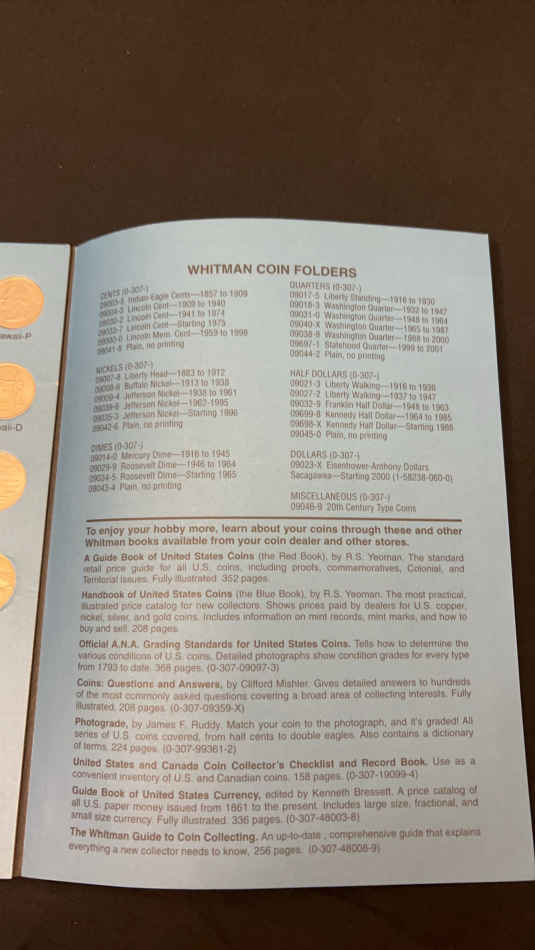 WHITMAN COIN FOLDERS
CENTS (0-307-)
Indian-Eagle Cents—1857 to 1909
09004-3 Lincoln Cent—1909 to 1940
09030-2 Lincoln Cent—1941 to 1974
09033-7 Lincoln Cent—Starting 1975
09000-0 Lincoln Mem. Cent—1959 to 1998
09041-8 Plain, no printing
NICKELS (0-307-)
09007-8 Liberty Head—1883 to 1912
09008-6 Buffalo Nickel—1913 to 1938
09009-4 Jefferson Nickel—1938 to 1961
09039-6 Jefferson Nickel—1962-1995
09035-3 Jefferson Nickel—Starting 1996
09042-6 Plain, no printing
DIMES (0-307-)
09014-0 Mercury Dime—1916 to 1945
09029-9 Roosevelt Dime—1946 to 1964
09034-5 Roosevelt Dime—Starting 1965
09043-4 Plain, no printing
QUARTERS (0-307-)
09017-5 Liberty Standing—1916 to 1930
09018-3 Washington Quarter—1932 to 1947
09031-0 Washington Quarter—1948 to 1964
09040-X Washington Quarter—1965 to 1987
09038-8 Washington Quarter—1988 to 2000
09697-1 Statehood Quarter—1999 to 2001
09044-2 Plain, no printing
HALF DOLLARS (0-307-)
09021-3 Liberty Walking—1916 to 1936
09027-2 Liberty Walking—1937 to 1947
09032-9 Franklin Half Dollar—1948 to 1963
09699-8 Kennedy Half Dollar—1964 to 1985
09698-X Kennedy Half Dollar—Starting 1986
09045-0 Plain, no printing
DOLLARS (0-307-)
09023-X Eisenhower-Anthony Dollars
Sacagawea—Starting 2000 (1-58238-060-0)
MISCELLANEOUS (0-307-)
09046-9 20th Century Type Coins
To enjoy your hobby more, learn about your coins through these and other
Whitman books available from your coin dealer and other stores.
A Guide Book of United States Coins (the Red Book), by R.S. Yeoman. The standard
retail price guide for all U.S. coins, including proofs, commemoratives, Colonial, and
Territorial issues. Fully illustrated. 352 pages.
Handbook of United States Coins (the Blue Book), by R.S. Yeoman. The most practical,
illustrated price catalog for new collectors. Shows prices paid by dealers for U.S. copper,
nickel, silver, and gold coins. Includes information on mint records, mint marks, and how to
buy and sell. 208 pages.
Official A.N.A. Grading Standards for United States Coins. Tells how to determine the
various conditions of U.S. coins. Detailed photographs show condition grades for every type
from 1793 to date. 368 pages. (0-307-09097-3)
Coins: Questions and Answers, by Clifford Mishler. Gives detailed answers to hundreds
of the most commonly asked questions covering a broad area of collecting interests. Fully
illustrated. 208 pages. (0-307-09359-X)
Photograde, by James F. Ruddy. Match your coin to the photograph, and it's graded! All
series of U.S. coins covered, from half cents to double eagles. Also contains a dictionary
of terms. 224 pages. (0-307-99361-2)
United States and Canada Coin Collector's Checklist and Record Book. Use as a
convenient inventory of U.S. and Canadian coins. 158 pages. (0-307-19099-4)
Guide Book of United States Currency, edited by Kenneth Bressett. A price catalog of
all U.S. paper money issued from 1861 to the present. Includes large size, fractional, and
small size currency. Fully illustrated. 336 pages. (0-307-48003-8)
The Whitman Guide to Coin Collecting. An up-to-date , comprehensive guide that explains
everything a new collector needs to know, 256 pages. (0-307-48006-9)